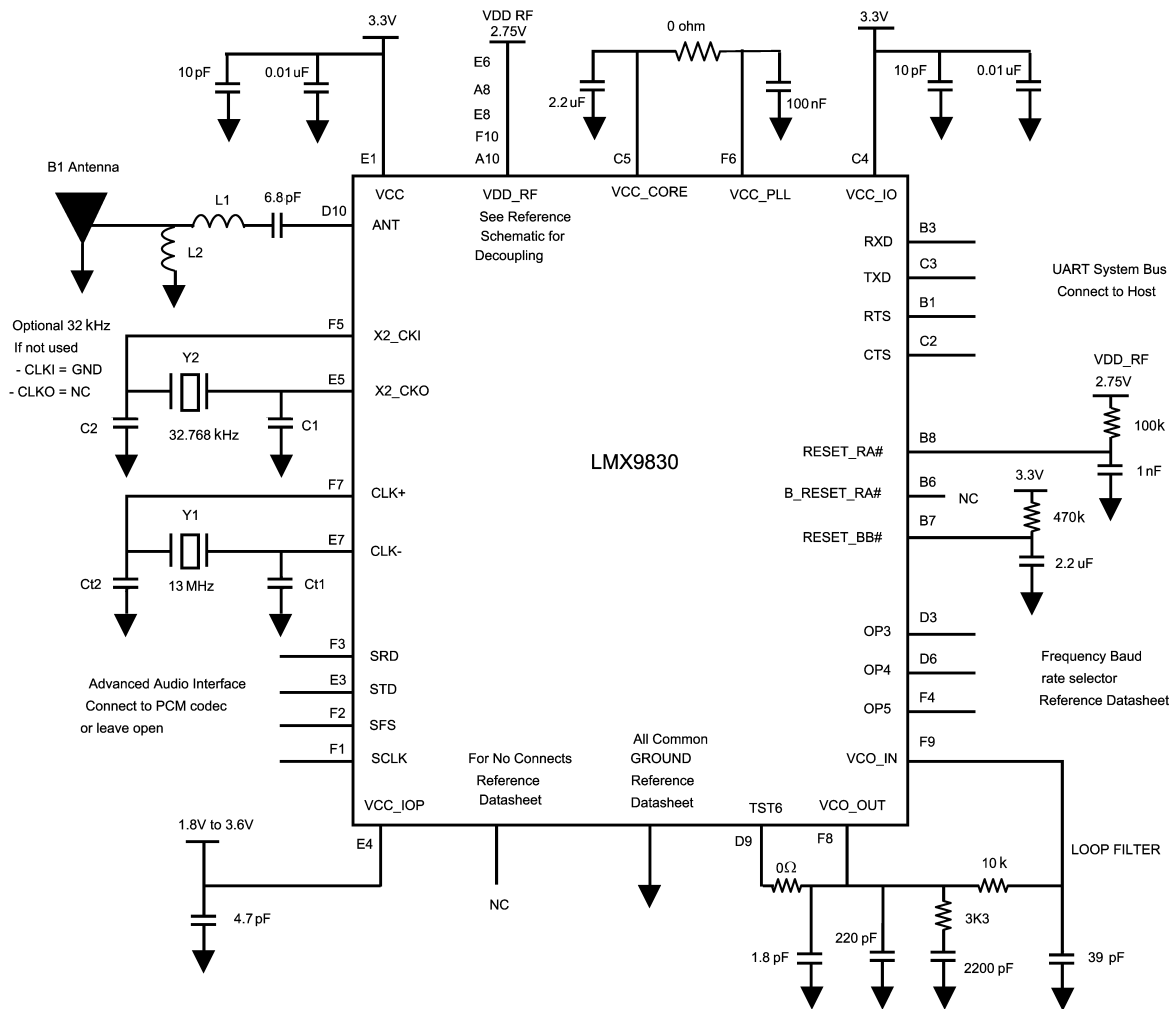 3.3V
VDD RF
2.75V
0 ohm
3.3V
10 pF
0.01 uF
E6
A8
E8
F10
A10
2.2 uF
100 nF
10 pF
0.01 uF
E1
C5
F6
C4
B1 Antenna
L1
6.8 pF
D10
L2
VCC
VDD_RF
VCC_CORE
VCC_PLL
VCC_IO
ANT
See Reference
Schematic for
Decoupling
RXD
B3
TXD
C3
RTS
B1
CTS
C2
UART System Bus
Connect to Host
Optional 32 kHz
If not used
- CLKI = GND
- CLKO = NC
F5
X2_CKI
Y2
E5
X2_CKO
C2
32.768 kHz
C1
VDD_RF
2.75V
100k
1 nF
LMX9830
RESET_RA#
B8
B_RESET_RA#
B6
NC
3.3V
470k
RESET_BB#
B7
2.2 uF
F7
CLK+
Y1
E7
CLK-
Ct2
13 MHz
Ct1
F3
SRD
E3
STD
F2
SFS
F1
SCLK
Advanced Audio Interface
Connect to PCM codec
or leave open
OP3
D3
OP4
D6
OP5
F4
Frequency Baud
rate selector
Reference Datasheet
VCO_IN
F9
VCC_IOP
For No Connects
Reference
Datasheet
All Common
GROUND
Reference
Datasheet
TST6
VCO_OUT
1.8V to 3.6V
E4
D9
F8
LOOP FILTER
4.7 pF
NC
0Ω
10 k
3K3
1.8 pF
220 pF
2200 pF
39 pF